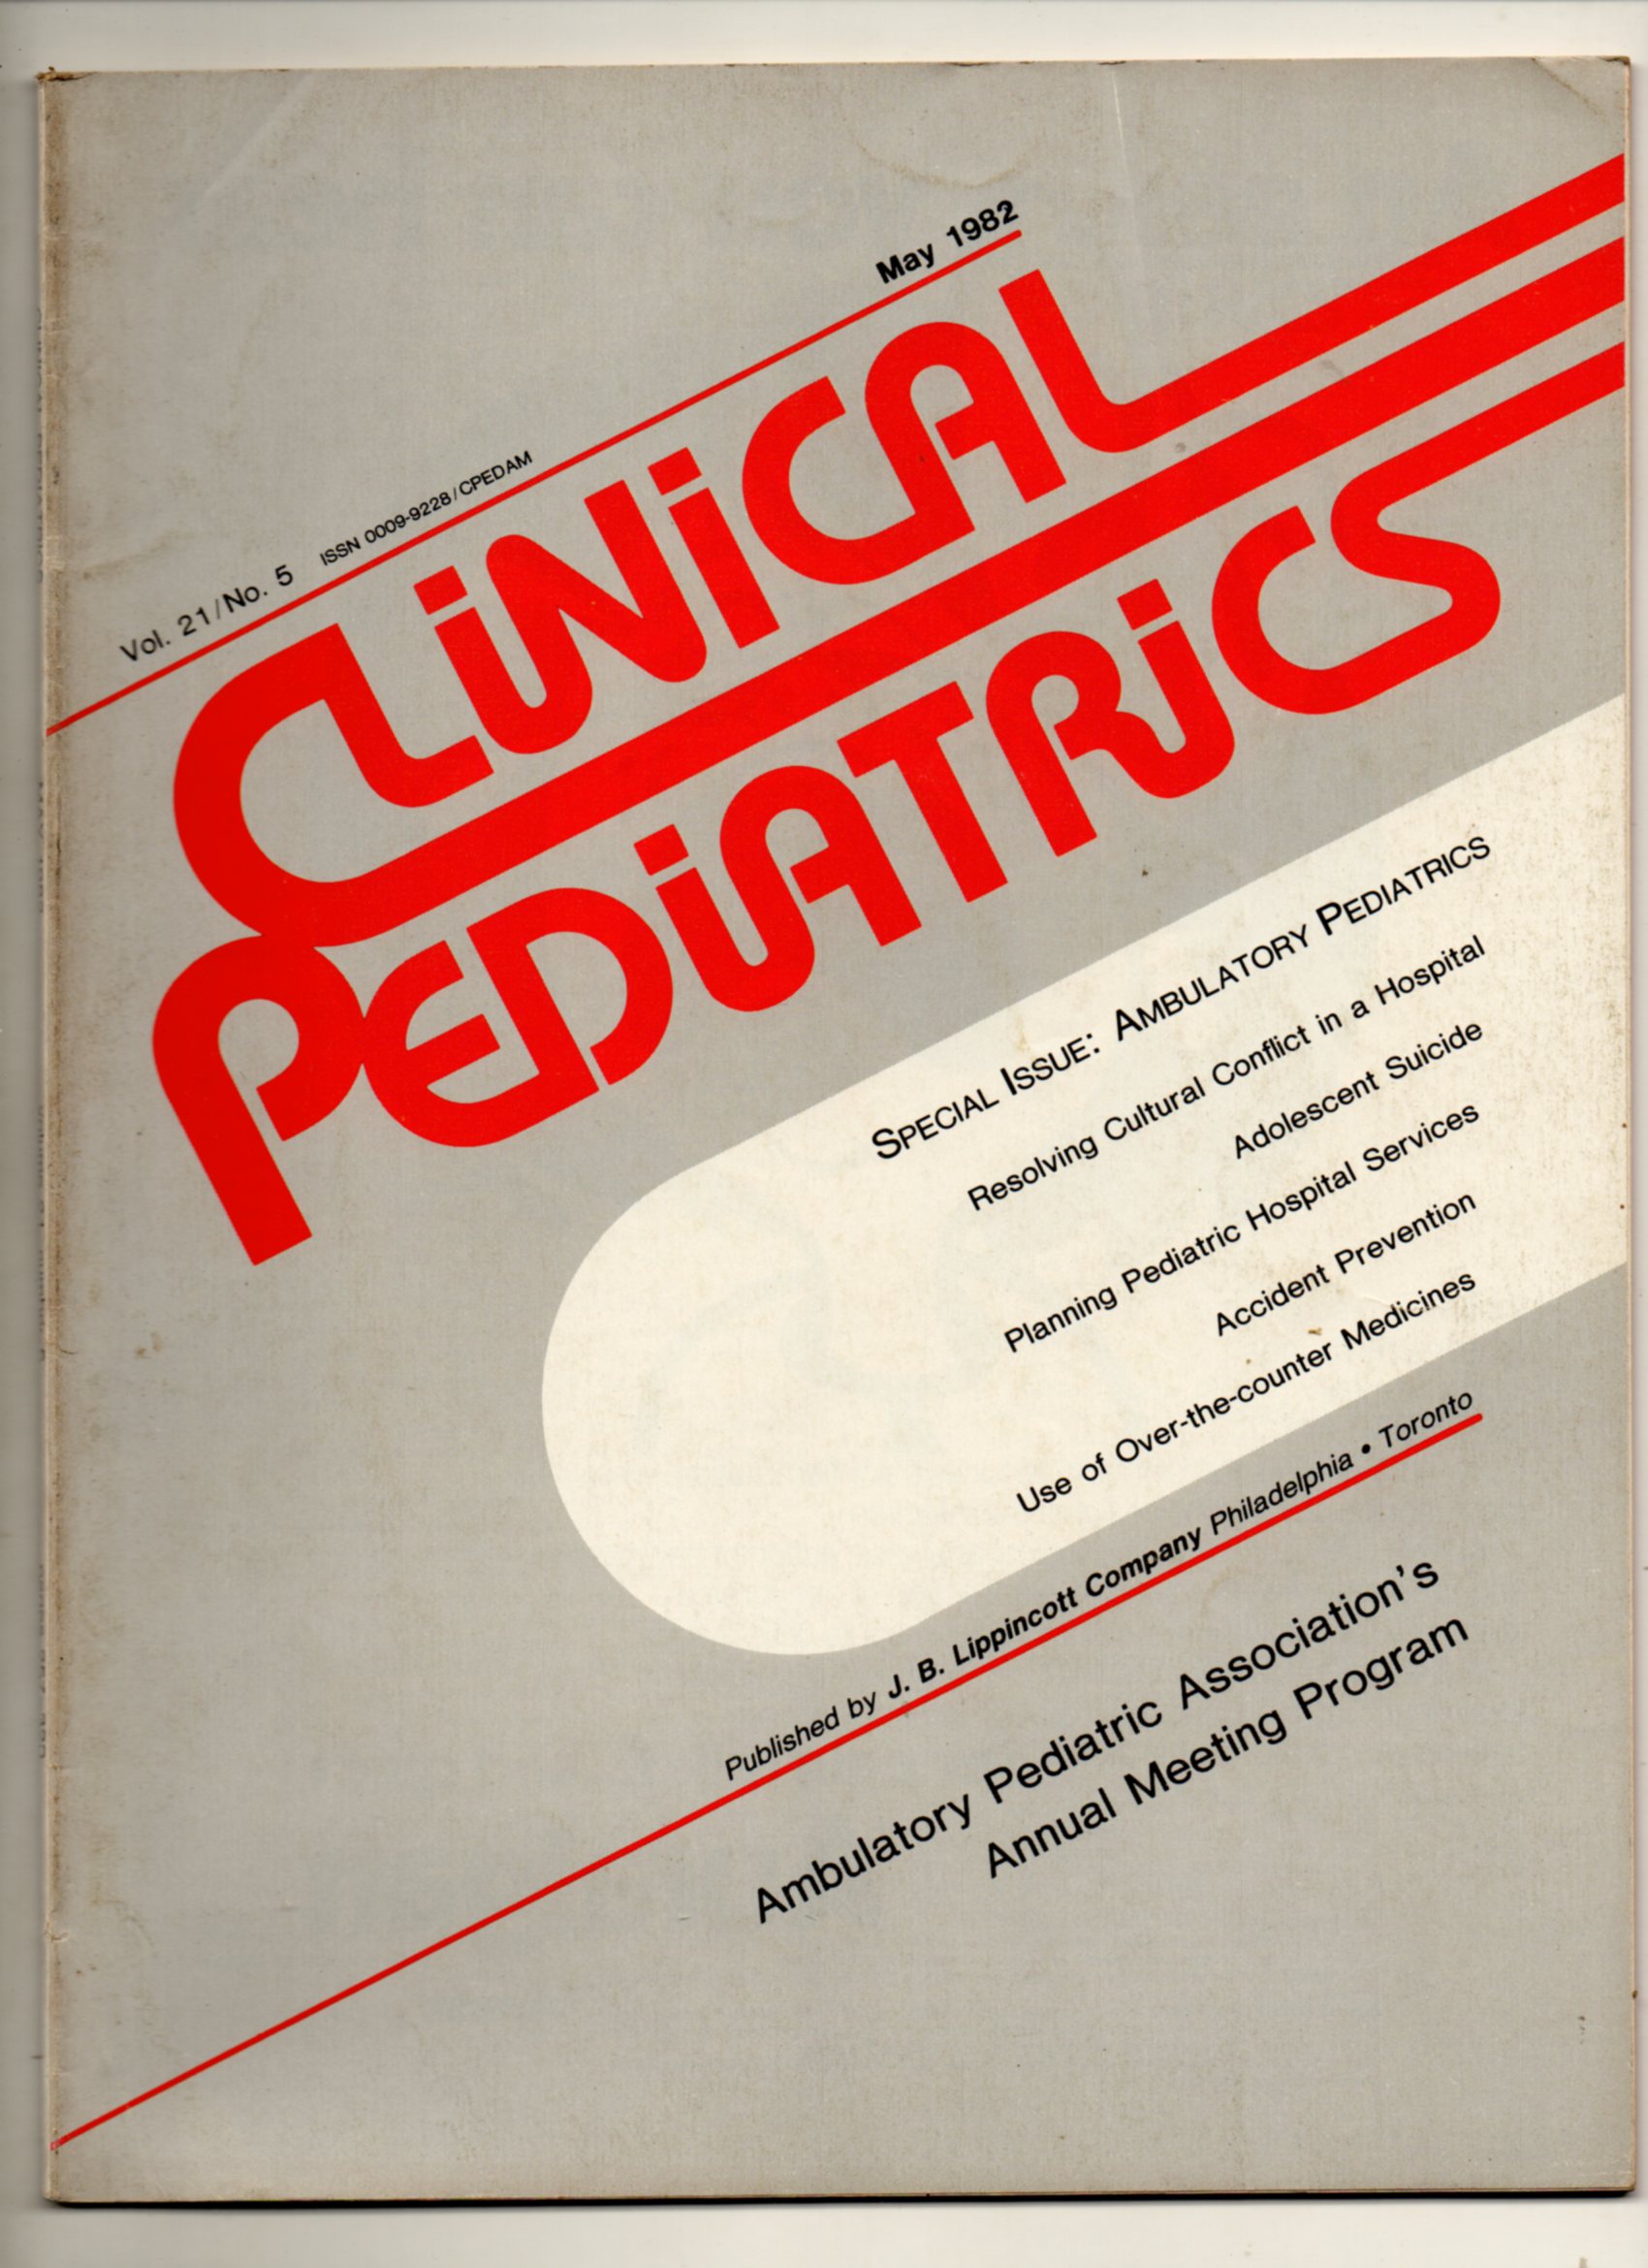 May 1982
Vol. 21/No. 5 ISSN 0009-9228/CPEDAM
CLiNiCAL
PEDiATRiCS
SPECIAL ISSUE: AMBULATORY PEDIATRICS
Resolving Cultural Conflict in a Hospital
Adolescent Suicide
Planning Pediatric Hospital Services
Accident Prevention
Use of Over-the-counter Medicines
Published by J. B. Lippincott Company Philadelphia • Toronto
Ambulatory Pediatric Association's
Annual Meeting Program